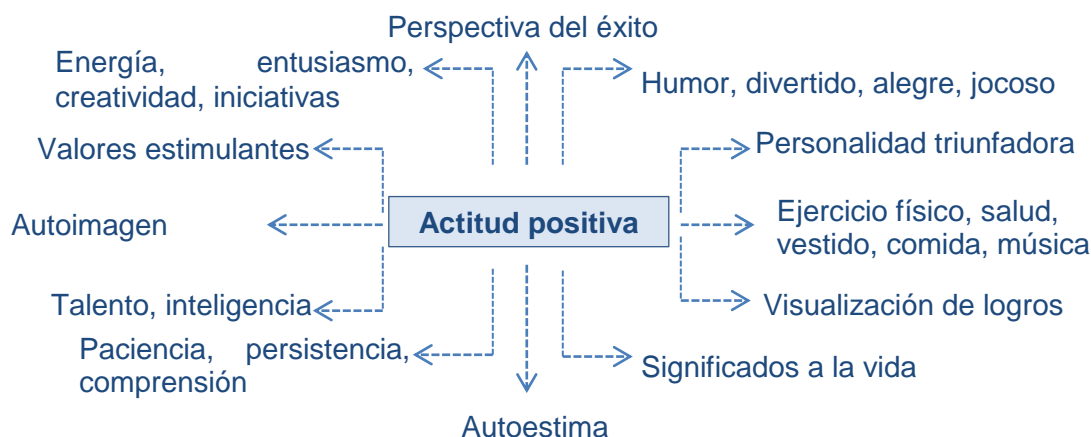 Perspectiva del éxito
Energía, entusiasmo,
creatividad, iniciativas
Humor, divertido, alegre, jocoso
Valores estimulantes
Personalidad triunfadora
Autoimagen
Actitud positiva
Ejercicio físico, salud,
vestido, comida, música
Talento, inteligencia
Visualización de logros
Paciencia, persistencia,
comprensión
Significados a la vida
Autoestima